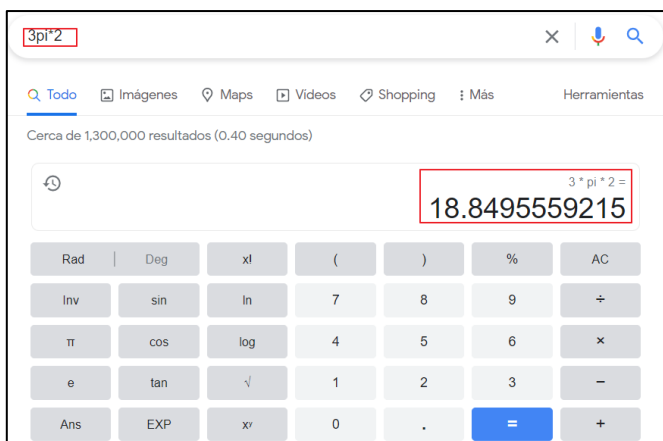 3pi*2
Todo Imágenes Maps Videos Shopping Más Herramientas
Cerca de 1,300,000 resultados (0.40 segundos)
3 * pi * 2 =
18.8495559215
Rad | Deg x! ( ) % AC
Inv sin ln 7 8 9 ÷
π cos log 4 5 6 ×
e tan √ 1 2 3 −
Ans EXP xʸ 0 . = +